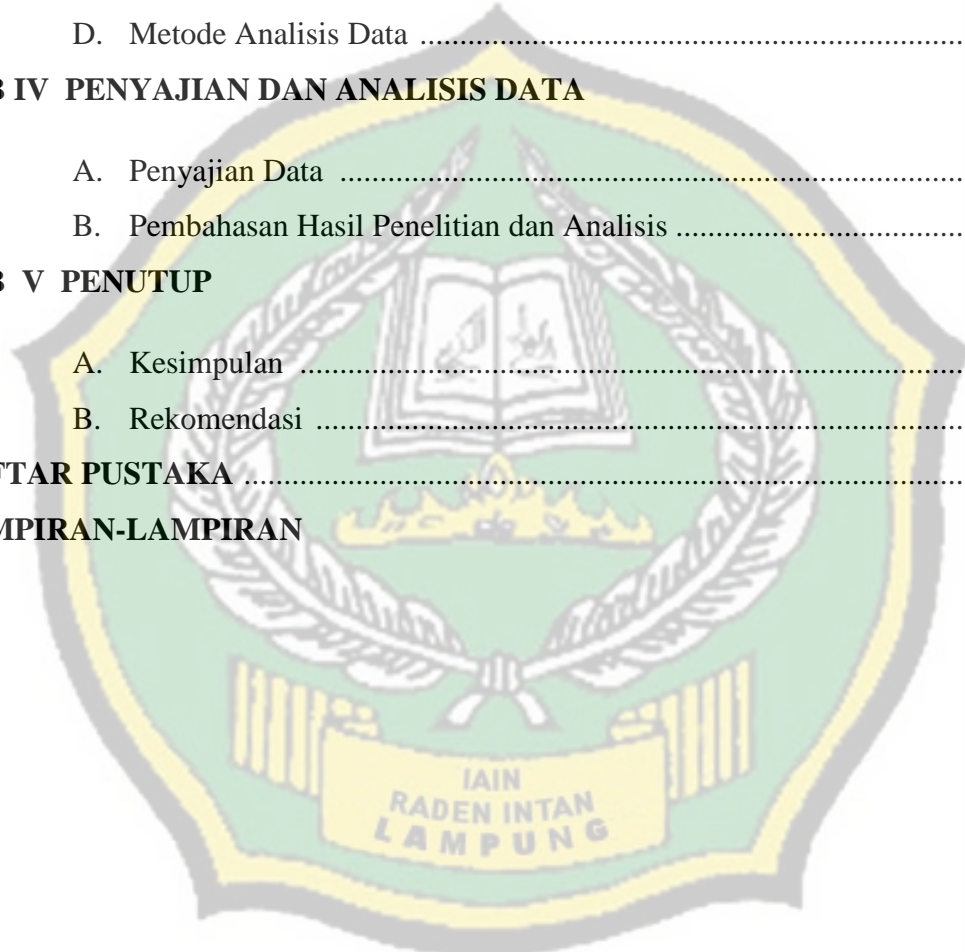 D. Metode Analisis Data ................................................................
B IV PENYAJIAN DAN ANALISIS DATA
A. Penyajian Data ................................................................
B. Pembahasan Hasil Penelitian dan Analisis ................................
B V PENUTUP
A. Kesimpulan ................................................................
B. Rekomendasi ................................................................
FTAR PUSTAKA ................................................................
MPIRAN-LAMPIRAN
IAIN
RADEN INTAN
LAMPUNG